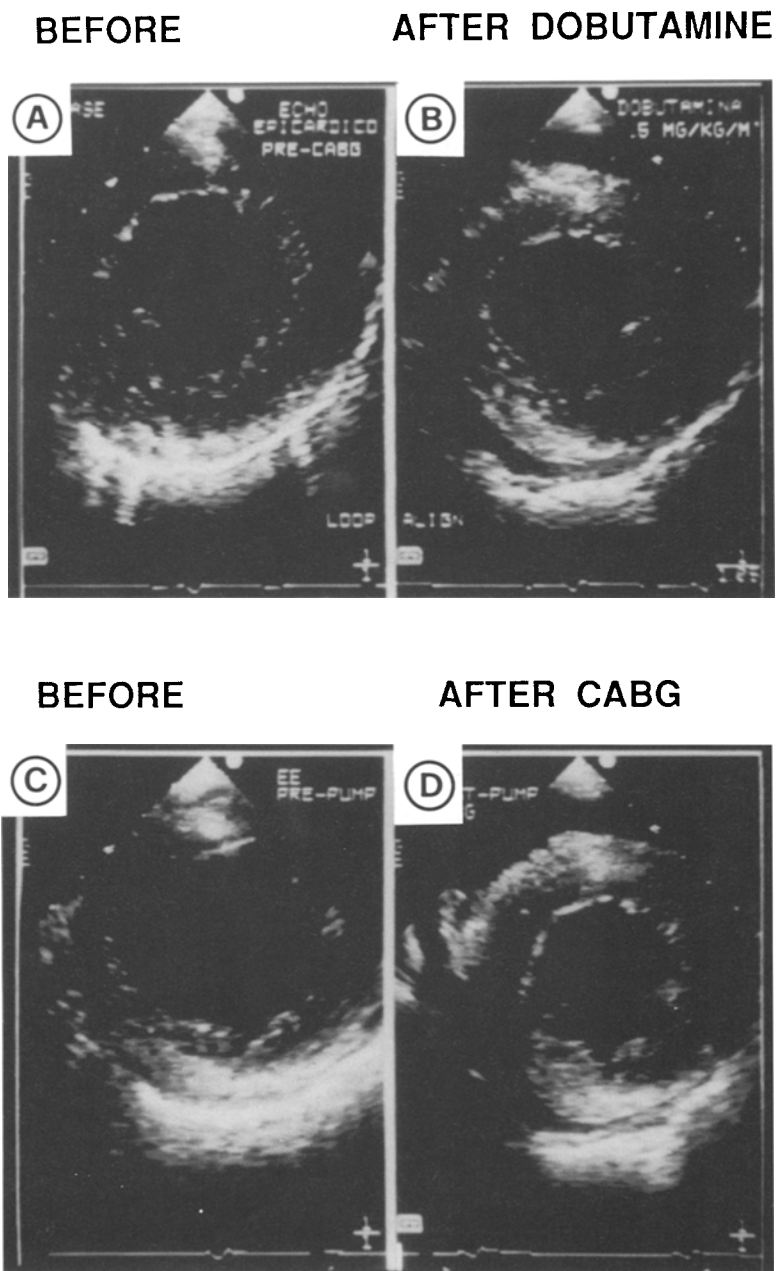 BEFORE
AFTER DOBUTAMINE
A
ASE
ECHO
EPICARDICO
PRE-CABG
B
DOBUTAMINA
.5 MG/KG/M'
LOOP ALIGN
BEFORE
AFTER CABG
C
EE
PRE-PUMP
D
T-PUMP
G